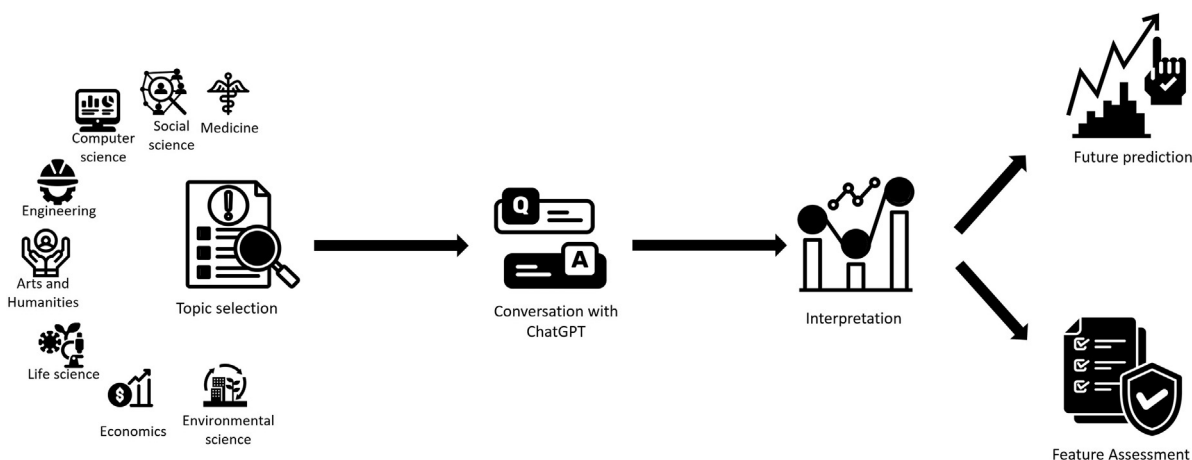 Social
science
Medicine
Computer
science
Engineering
Arts and
Humanities
Life science
Economics
Environmental
science
Topic selection
Q
A
Conversation with
ChatGPT
Interpretation
Future prediction
Feature Assessment